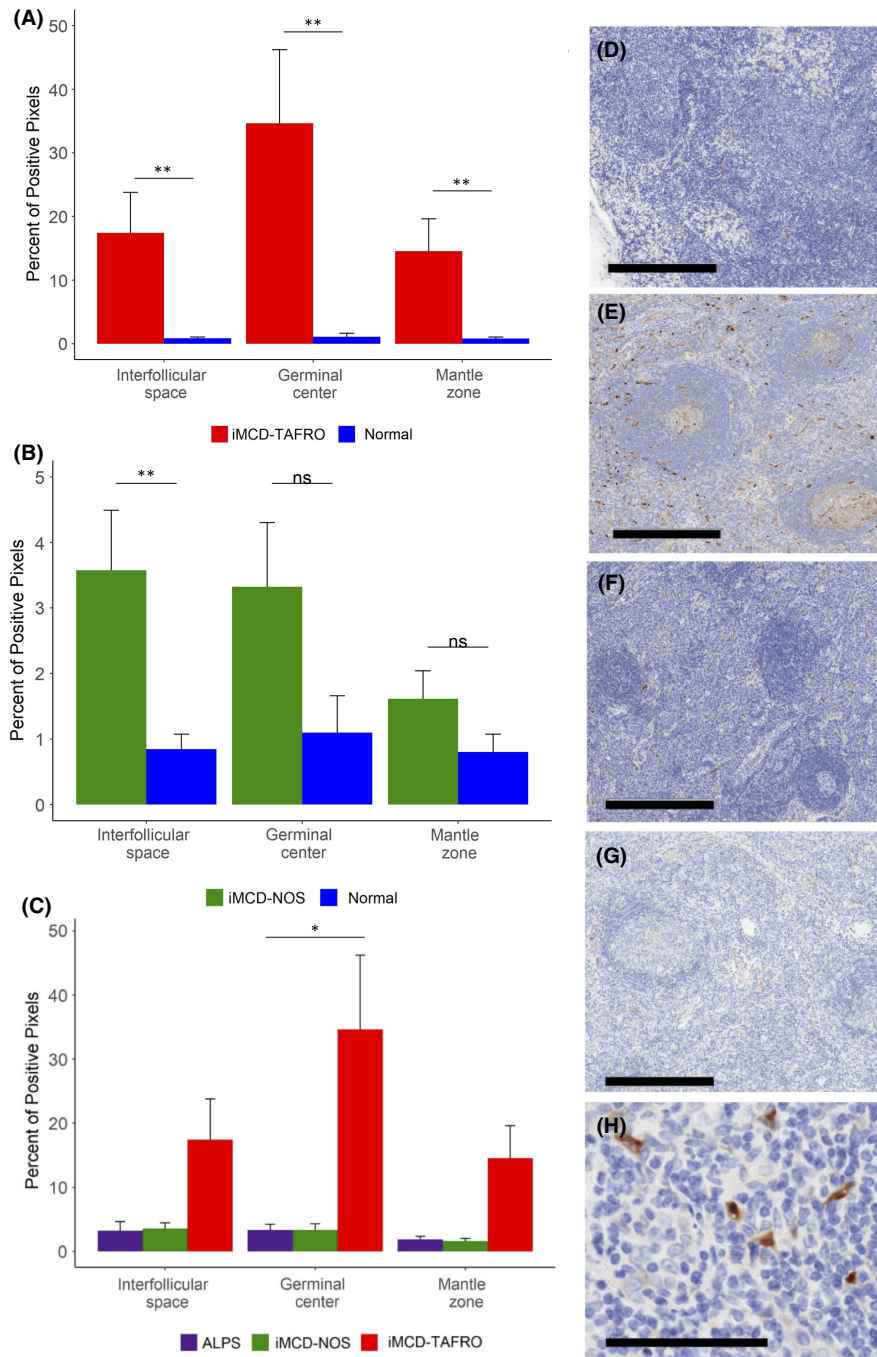 (A)
Percent of Positive Pixels
50
40
30
20
10
0
**
**
**
Interfollicular space
Germinal center
Mantle zone
iMCD-TAFRO
Normal
(B)
Percent of Positive Pixels
5
4
3
2
1
0
**
ns
ns
Interfollicular space
Germinal center
Mantle zone
iMCD-NOS
Normal
(C)
Percent of Positive Pixels
50
40
30
20
10
0
*
Interfollicular space
Germinal center
Mantle zone
ALPS
iMCD-NOS
iMCD-TAFRO
(D)
(E)
(F)
(G)
(H)